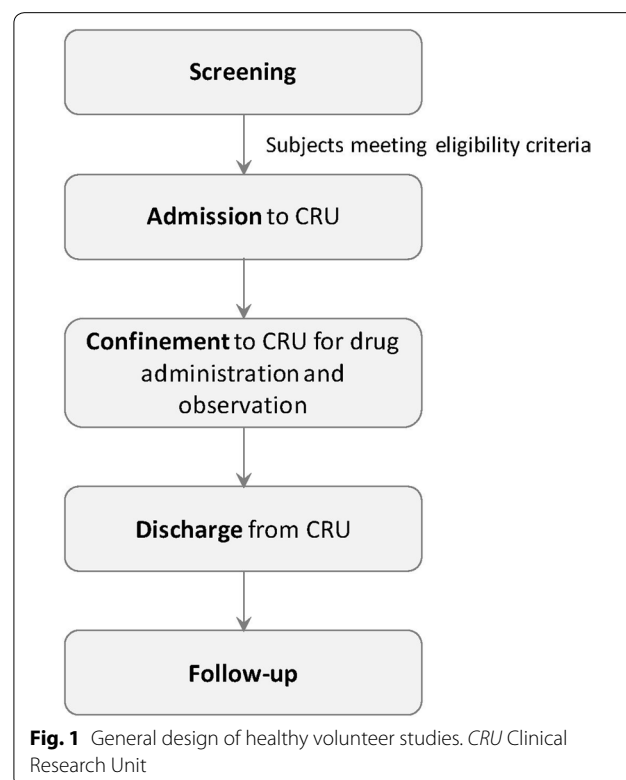 Screening
Subjects meeting eligibility criteria
Admission to CRU
Confinement to CRU for drug
administration and
observation
Discharge from CRU
Follow-up
Fig. 1 General design of healthy volunteer studies. CRU Clinical
Research Unit